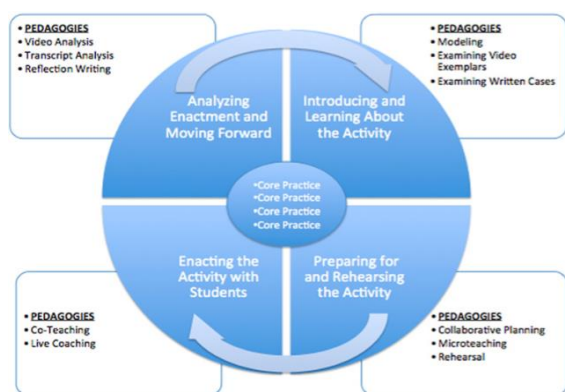 • PEDAGOGIES
• Video Analysis
• Transcript Analysis
• Reflection Writing
• PEDAGOGIES
• Modeling
• Examining Video
Exemplars
• Examining Written Cases
Analyzing
Enactment and
Moving Forward
Introducing and
Learning About
the Activity
•Core Practice
•Core Practice
•Core Practice
•Core Practice
Enacting the
Activity with
Students
Preparing for
and Rehearsing
the Activity
• PEDAGOGIES
• Co-Teaching
• Live Coaching
• PEDAGOGIES
• Collaborative Planning
• Microteaching
• Rehearsal